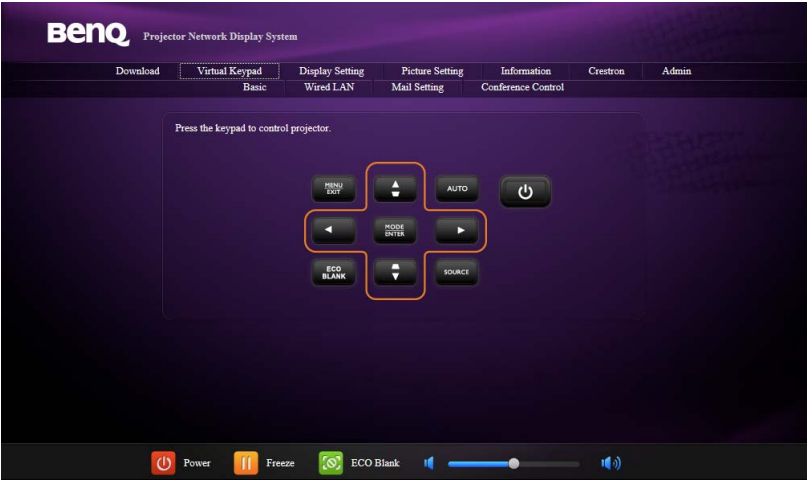 BenQ Projector Network Display System
Download Virtual Keypad Display Setting Picture Setting Information Crestron Admin
Basic Wired LAN Mail Setting Conference Control
Press the keypad to control projector.
MENU
EXIT
AUTO
MODE
ENTER
ECO
BLANK
SOURCE
Power Freeze ECO Blank